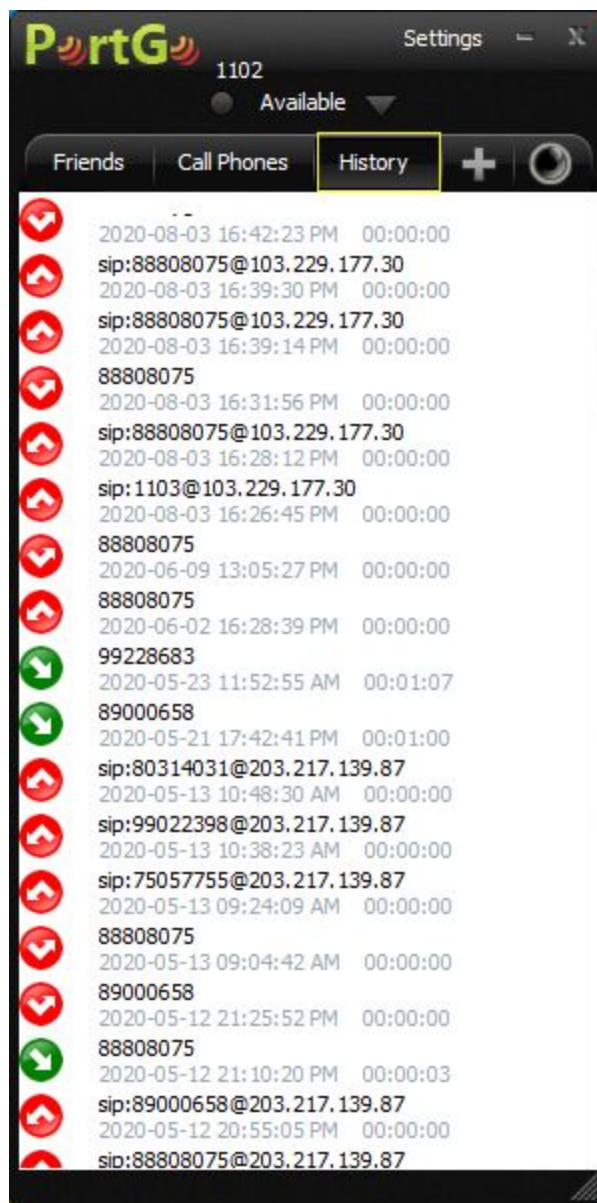 PortGo
Settings
1102
Available
Friends Call Phones History
2020-08-03 16:42:23 PM 00:00:00
sip:88808075@103.229.177.30
2020-08-03 16:39:30 PM 00:00:00
sip:88808075@103.229.177.30
2020-08-03 16:39:14 PM 00:00:00
88808075
2020-08-03 16:31:56 PM 00:00:00
sip:88808075@103.229.177.30
2020-08-03 16:28:12 PM 00:00:00
sip:1103@103.229.177.30
2020-08-03 16:26:45 PM 00:00:00
88808075
2020-06-09 13:05:27 PM 00:00:00
88808075
2020-06-02 16:28:39 PM 00:00:00
99228683
2020-05-23 11:52:55 AM 00:01:07
89000658
2020-05-21 17:42:41 PM 00:01:00
sip:80314031@203.217.139.87
2020-05-13 10:48:30 AM 00:00:00
sip:99022398@203.217.139.87
2020-05-13 10:38:23 AM 00:00:00
sip:75057755@203.217.139.87
2020-05-13 09:24:09 AM 00:00:00
88808075
2020-05-13 09:04:42 AM 00:00:00
89000658
2020-05-12 21:25:52 PM 00:00:00
88808075
2020-05-12 21:10:20 PM 00:00:03
sip:89000658@203.217.139.87
2020-05-12 20:55:05 PM 00:00:00
sip:88808075@203.217.139.87